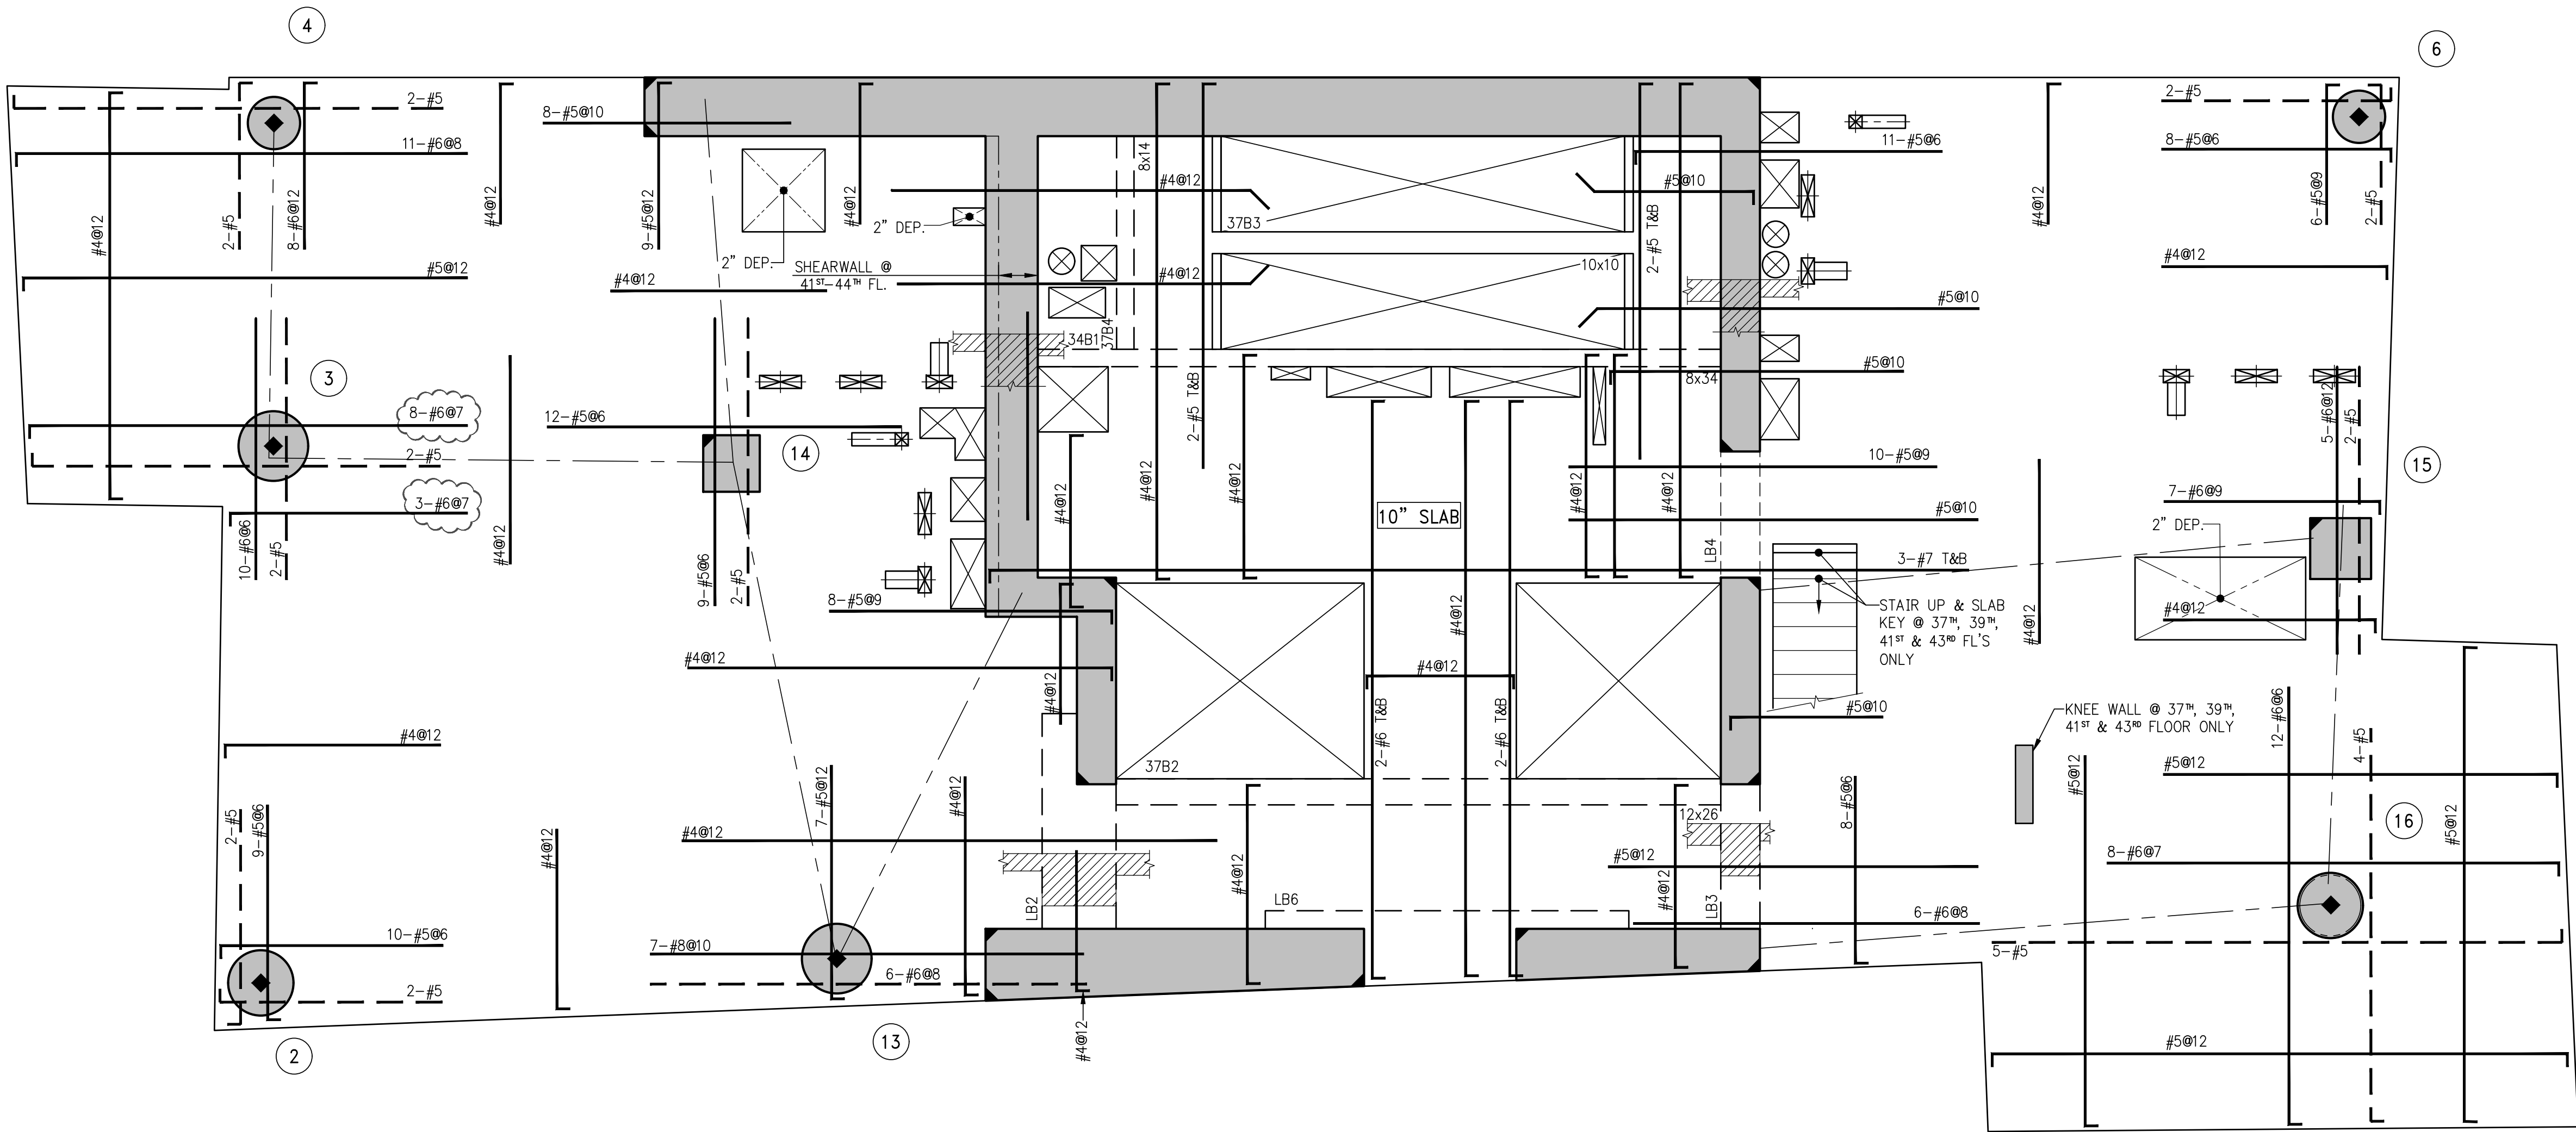 4
6
2-#5
11-#6@8
8-#5@10
2-#5
8-#6@12
#4@12
#4@12
9-#5@12
#4@12
2" DEP.
2" DEP.
SHEARWALL @
41ST-44TH FL.
#4@12
#4@12
8x14
#4@12
37B3
#4@12
10x10
#5@10
2-#5 T&B
11-#5@6
#4@12
2-#5
8-#5@6
6-#5@9
2-#5
#4@12
#5@12
#4@12
34B1
37B4
#5@10
#5@10
8x34
3
8-#6@7
2-#5
3-#6@7
10-#6@6
2-#5
#4@12
12-#5@6
14
9-#5@6
2-#5
2-#5 T&B
#4@12
#4@12
#4@12
10" SLAB
#4@12
#4@12
10-#5@9
#5@10
LB4
3-#7 T&B
5-#6@12
2-#5
15
7-#6@9
2" DEP.
#4@12
STAIR UP & SLAB
KEY @ 37TH, 39TH,
41ST & 43RD FL'S
ONLY
#4@12
8-#5@9
#4@12
#4@12
#4@12
#4@12
2-#6 T&B
2-#6 T&B
37B2
#5@10
KNEE WALL @ 37TH, 39TH,
41ST & 43RD FLOOR ONLY
12-#6@6
4-#5
#5@12
#5@12
#5@12
16
8-#6@7
#4@12
2-#5
9-#5@6
#4@12
#4@12
7-#5@12
#4@12
12x26
#5@12
8-#5@6
#4@12
#4@12
LB2
LB6
LB3
6-#6@8
5-#5
10-#5@6
2-#5
7-#8@10
6-#6@8
#4@12
#5@12
2
13